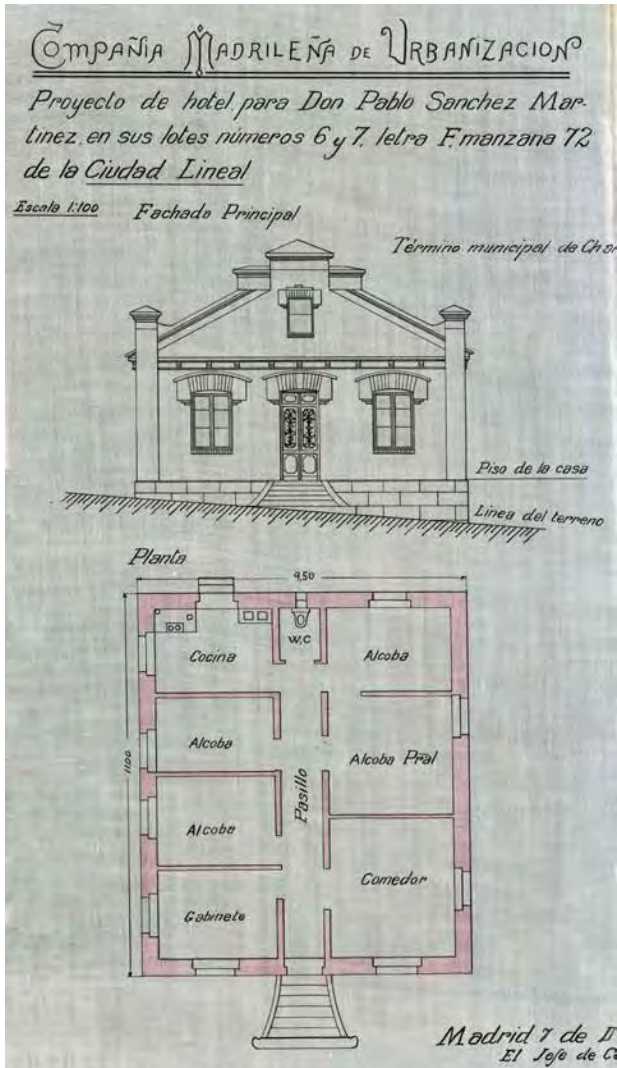 COMPAÑIA MADRILEÑA DE URBANIZACION
Proyecto de hotel para Don Pablo Sanchez Mar-
tinez, en sus lotes números 6 y 7, letra F, manzana 72
de la Ciudad Lineal
Escala 1:100 Fachada Principal
Término municipal de
Piso de la casa
Línea del terreno
Planta
9,50
11.00
Cocina
W.C
Alcoba
Alcoba
Alcoba Pral
Pasillo
Alcoba
Comedor
Gabinete
Madrid 7 de
El Jefe de